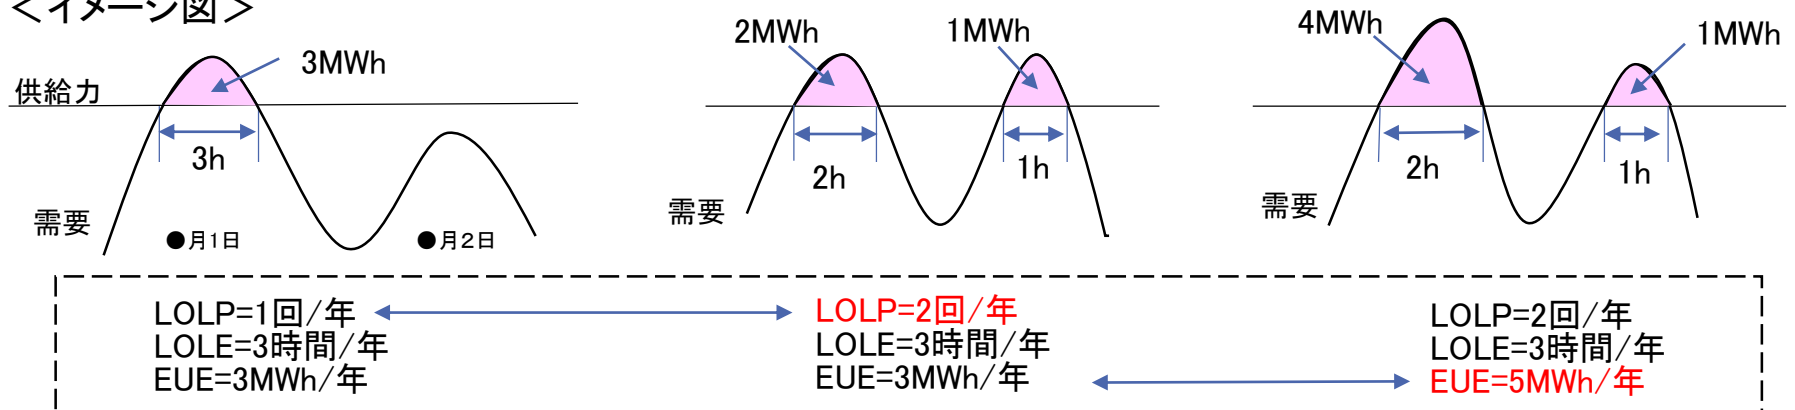 ＜イメージ図＞
3MWh
供給力
3h
需要
●月1日
●月2日
2MWh
1MWh
2h
1h
需要
4MWh
1MWh
2h
1h
需要
LOLP=1回/年
LOLE=3時間/年
EUE=3MWh/年
LOLP=2回/年
LOLE=3時間/年
EUE=3MWh/年
LOLP=2回/年
LOLE=3時間/年
EUE=5MWh/年